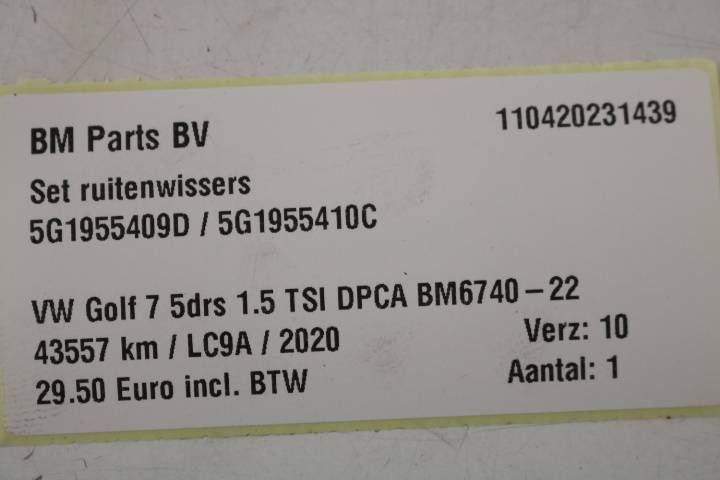 BM Parts BV 110420231439
Set ruitenwissers
5G1955409D / 5G1955410C
VW Golf 7 5drs 1.5 TSI DPCA BM6740-22
43557 km / LC9A / 2020 Verz: 10
29.50 Euro incl. BTW Aantal: 1